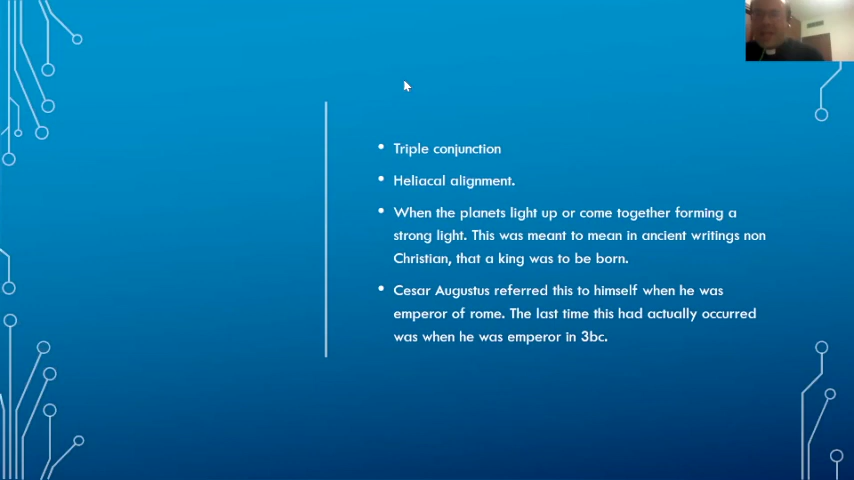 Triple conjunction
Heliacal alignment.
When the planets light up or come together forming a
strong light. This was meant to mean in ancient writings non
Christian, that a king was to be born.
Cesar Augustus referred this to himself when he was
emperor of rome. The last time this had actually occurred
was when he was emperor in 3bc.